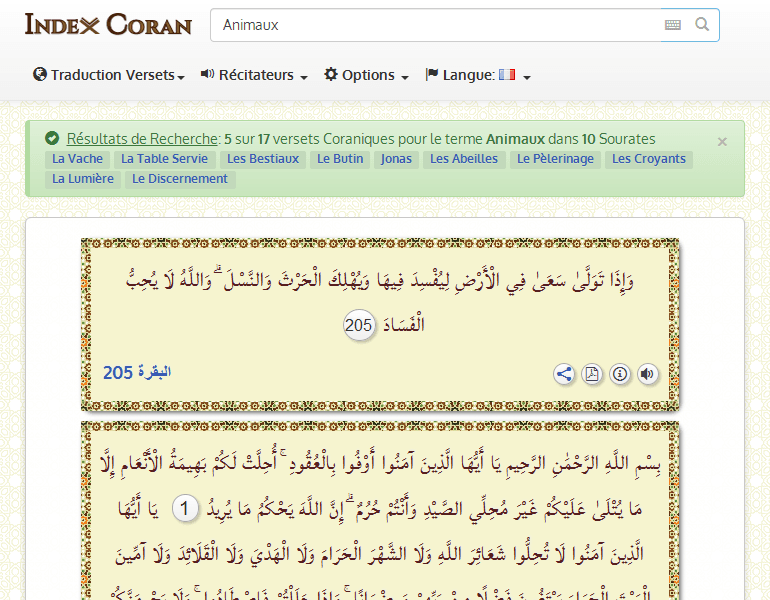 Index Coran
Animaux
Traduction Versets Récitateurs Options Langue:
Résultats de Recherche: 5 sur 17 versets Coraniques pour le terme Animaux dans 10 Sourates ×
La Vache La Table Servie Les Bestiaux Le Butin Jonas Les Abeilles Le Pèlerinage Les Croyants
La Lumière Le Discernement
وَإِذَا تَوَلَّىٰ سَعَىٰ فِي الْأَرْضِ لِيُفْسِدَ فِيهَا وَيُهْلِكَ الْحَرْثَ وَالنَّسْلَ ۗ وَاللَّهُ لَا يُحِبُّ
الْفَسَادَ 205
البقرة 205
بِسْمِ اللَّهِ الرَّحْمَٰنِ الرَّحِيمِ يَا أَيُّهَا الَّذِينَ آمَنُوا أَوْفُوا بِالْعُقُودِ ۚ أُحِلَّتْ لَكُمْ بَهِيمَةُ الْأَنْعَامِ إِلَّا
مَا يُتْلَىٰ عَلَيْكُمْ غَيْرَ مُحِلِّي الصَّيْدِ وَأَنْتُمْ حُرُمٌ ۗ إِنَّ اللَّهَ يَحْكُمُ مَا يُرِيدُ 1 يَا أَيُّهَا
الَّذِينَ آمَنُوا لَا تُحِلُّوا شَعَائِرَ اللَّهِ وَلَا الشَّهْرَ الْحَرَامَ وَلَا الْهَدْيَ وَلَا الْقَلَائِدَ وَلَا آمِّينَ